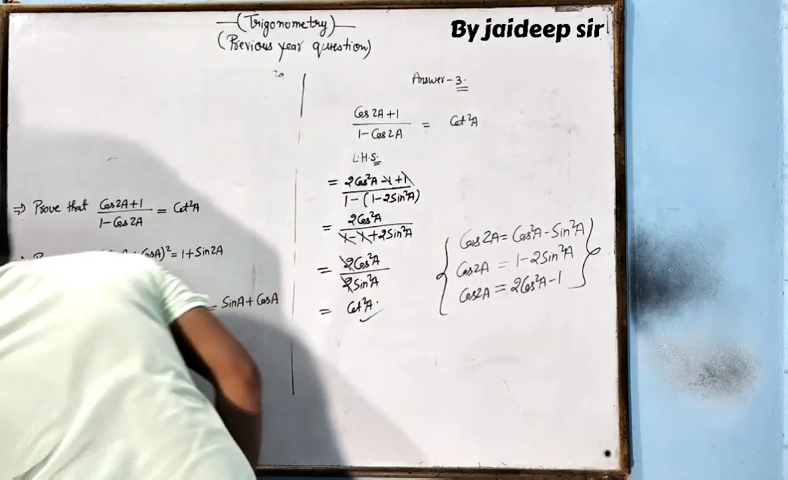 (Trigonometry)
(Previous year question)
By jaideep sir
⇒ Prove that (Cos2A+1)/(1-Cos2A) = Cot²A
CosA)² = 1+Sin2A
= SinA + CosA
Answer - 3.
(Cos2A+1)/(1-Cos2A) = Cot²A
L.H.S.
= (2Cos²A-1+1)/(1-(1-2Sin²A))
= 2Cos²A/(1-1+2Sin²A)
= 2Cos²A/2Sin²A
= Cot²A.
Cos2A = Cos²A - Sin²A
Cos2A = 1-2Sin²A
Cos2A = 2Cos²A-1